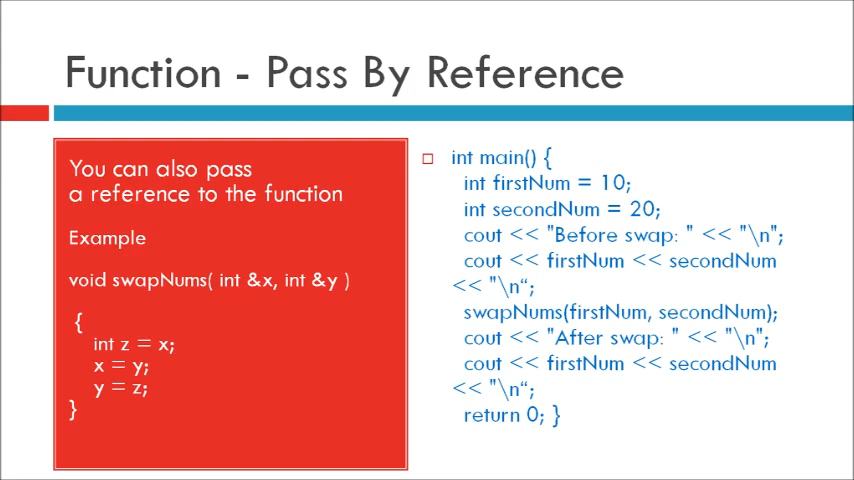 Function - Pass By Reference
You can also pass
a reference to the function
Example
void swapNums( int &x, int &y )
{
int z = x;
x = y;
y = z;
}
int main() {
int firstNum = 10;
int secondNum = 20;
cout << "Before swap: " << "\n";
cout << firstNum << secondNum
<< "\n“;
swapNums(firstNum, secondNum);
cout << "After swap: " << "\n";
cout << firstNum << secondNum
<< "\n“;
return 0; }